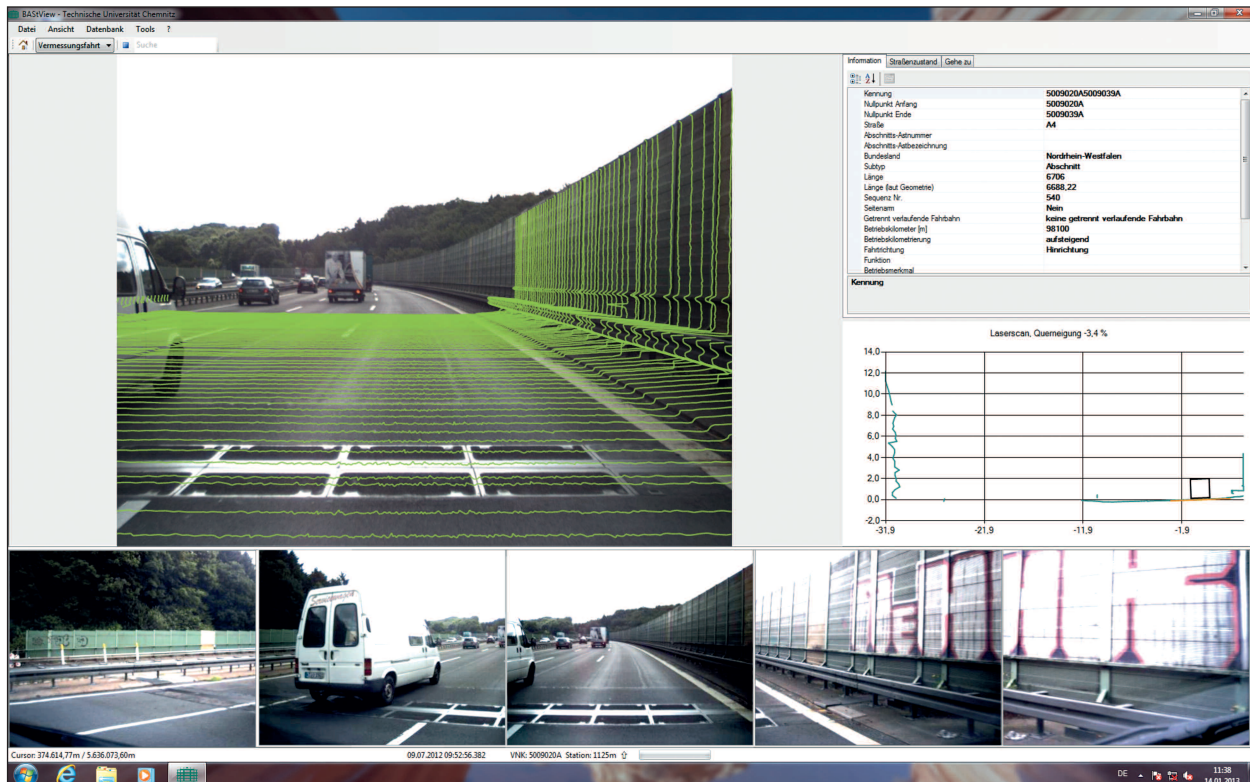 BAStView - Technische Universität Chemnitz
Datei Ansicht Datenbank Tools ?
Vermessungsfahrt Suche
Information Straßenzustand Gehe zu
Kennung 5009020A5009039A
Nullpunkt Anfang 5009020A
Nullpunkt Ende 5009039A
Straße A4
Abschnitts-Astnummer
Abschnitts-Astbezeichnung
Bundesland Nordrhein-Westfalen
Subtyp Abschnitt
Länge 6706
Länge (laut Geometrie) 6688,22
Sequenz Nr. 540
Seitenarm Nein
Getrennt verlaufende Fahrbahn keine getrennt verlaufende Fahrbahn
Betriebskilometer [m] 98100
Betriebskilometrierung aufsteigend
Fahrtrichtung Hinrichtung
Funktion
Betriebsmerkmal
Kennung
Laserscan, Querneigung -3,4 %
14,0
12,0
10,0
8,0
6,0
4,0
2,0
0,0
-2,0
-31,9 -21,9 -11,9 -1,9
Cursor: 374.614,77m / 5.636.073,60m 09.07.2012 09:52:56.382 VNK: 5009020A Station: 1125m
DE 11:38
14.01.2013